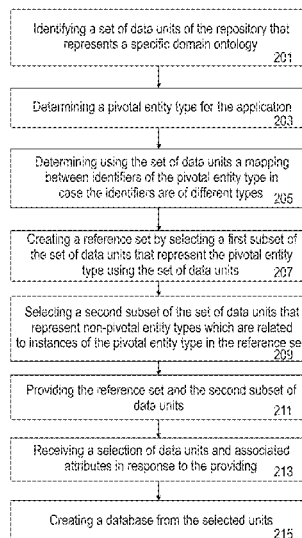 Identifying a set of data units of the repository that
represents a specific domain ontology
201
Determining a pivotal entity type for the application
203
Determining using the set of data units a mapping
between identifiers of the pivotal entity type in
case the identifiers are of different types
205
Creating a reference set by selecting a first subset of
the set of data units that represent the pivotal entity
type using the set of data units
207
Selecting a second subset of the set of data units that
represent non-pivotal entity types which are related
to instances of the pivotal entity type in the reference se
209
Providing the reference set and the second subset of
data units
211
Receiving a selection of data units and associated
attributes in response to the providing
213
Creating a database from the selected units
215